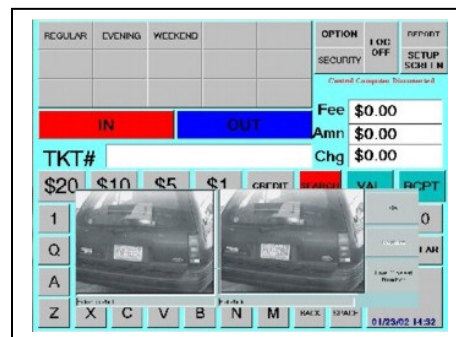 REGULAR EVENING WEEKEND
OPTION LOG OFF REPORT
SECURITY SETUP SCREEN
Control Computer Disconnected
Fee $0.00
IN OUT
Amn $0.00
TKT#
Chg $0.00
$20 $10 $5 $1 CREDIT SEARCH VAL RCPT
1 0
Q
A
Z X C V B N M BACK SPACE
01/23/02 14:32